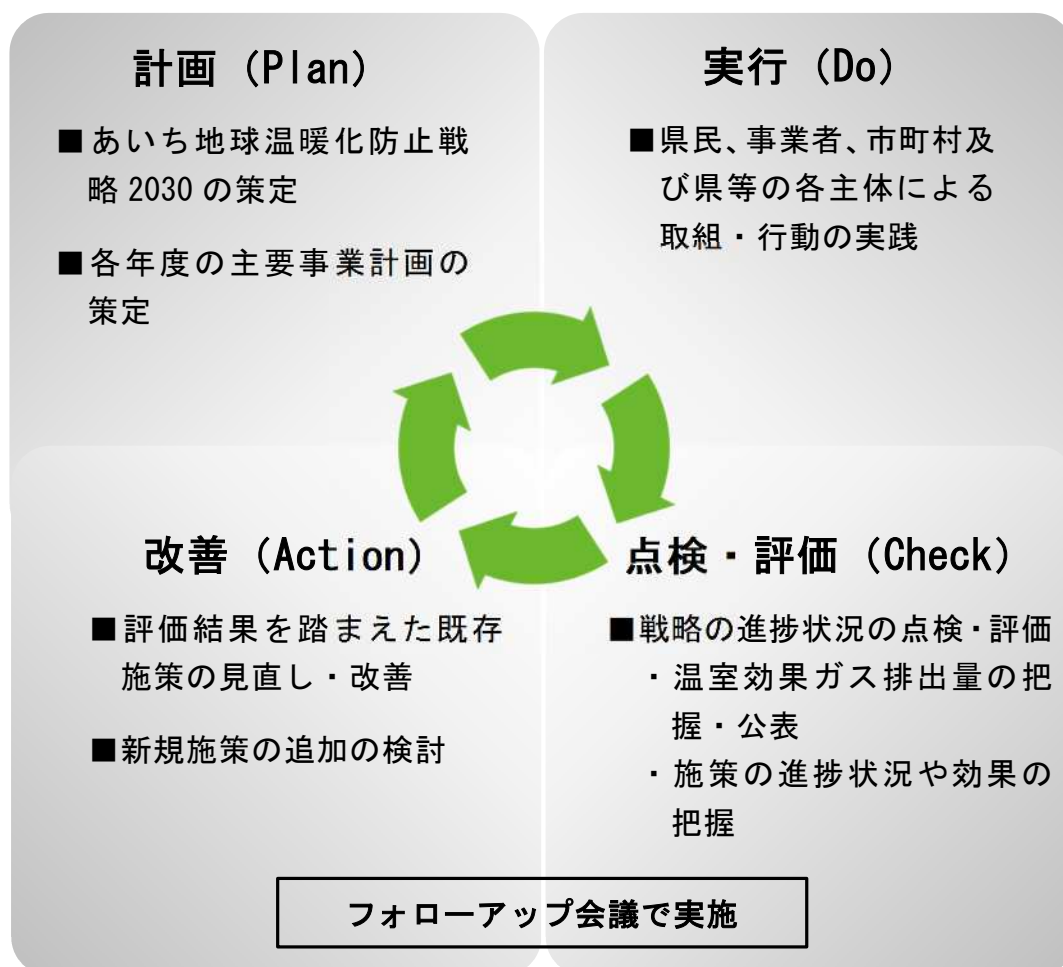 計画（Plan）
■あいち地球温暖化防止戦
略 2030 の策定
■各年度の主要事業計画の
策定
実行（Do）
■県民、事業者、市町村及
び県等の各主体による
取組・行動の実践
改善（Action）
■評価結果を踏まえた既存
施策の見直し・改善
■新規施策の追加の検討
点検・評価（Check）
■戦略の進捗状況の点検・評価
・温室効果ガス排出量の把
握・公表
・施策の進捗状況や効果の
把握
フォローアップ会議で実施